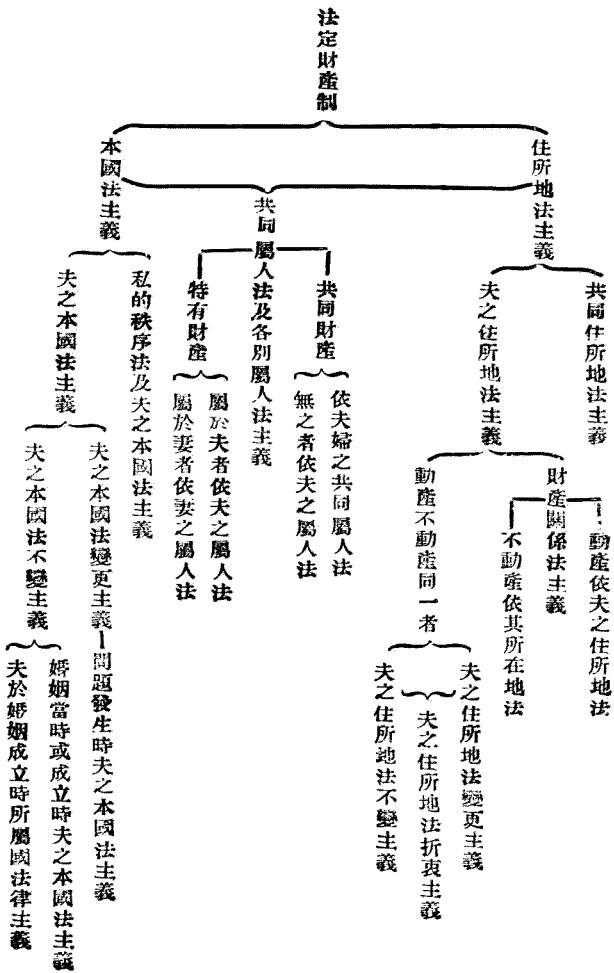 法定財產制
住所地法主義
共同住所地法主義
夫之住所地法主義
財產關係法主義
動產依夫之住所地法
不動產依其所在地法
動產不動產同一者
夫之住所地法變更主義
夫之住所地法折衷主義
夫之住所地法不變主義
共同屬人法及各別屬人法主義
共同財產
依夫婦之共同屬人法
無之者依夫之屬人法
特有財產
屬於夫者依夫之屬人法
屬於妻者依妻之屬人法
本國法主義
私的秩序法及夫之本國法主義
夫之本國法主義
夫之本國法變更主義
問題發生時夫之本國法主義
夫之本國法不變主義
婚姻當時或成立時夫之本國法主義
夫於婚姻成立時所屬國法律主義